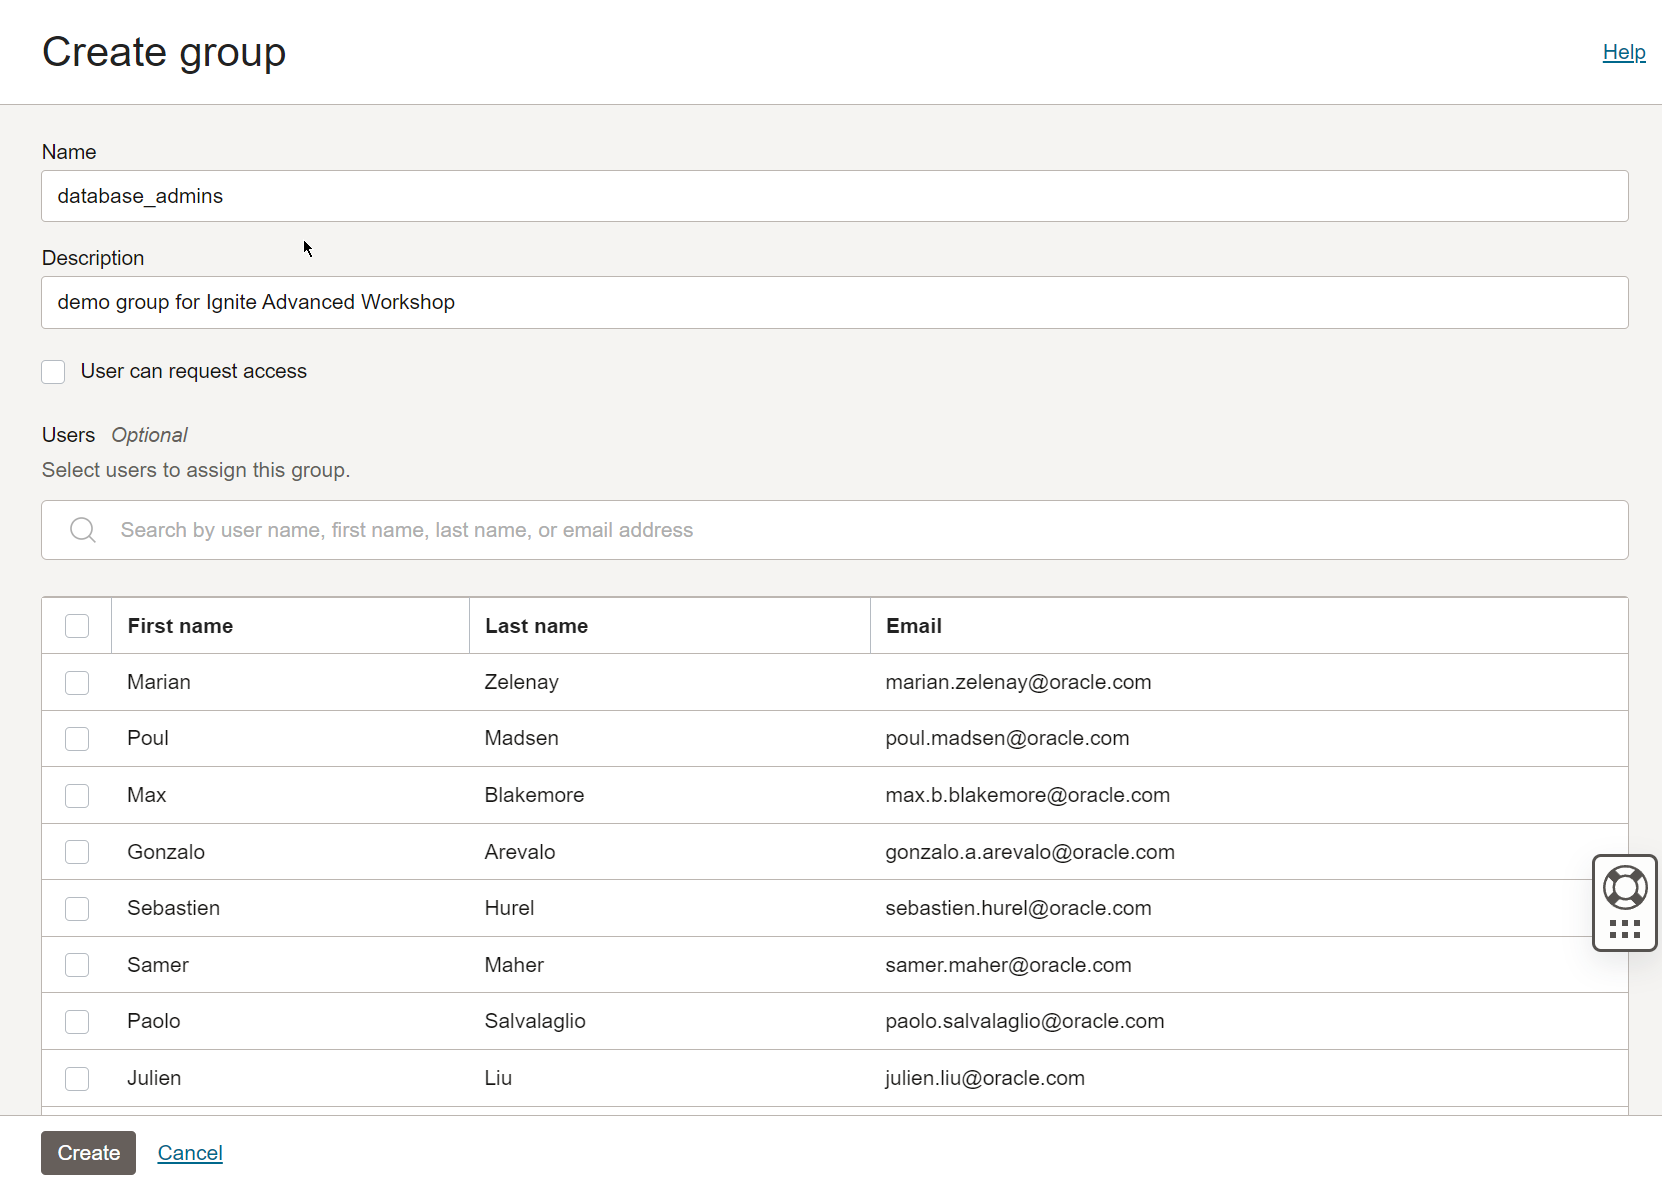 Create group
Help
Name
database_admins
Description
demo group for Ignite Advanced Workshop
User can request access
Users Optional
Select users to assign this group.
Search by user name, first name, last name, or email address
First name Last name Email
Marian Zelenay marian.zelenay@oracle.com
Poul Madsen poul.madsen@oracle.com
Max Blakemore max.b.blakemore@oracle.com
Gonzalo Arevalo gonzalo.a.arevalo@oracle.com
Sebastien Hurel sebastien.hurel@oracle.com
Samer Maher samer.maher@oracle.com
Paolo Salvalaglio paolo.salvalaglio@oracle.com
Julien Liu julien.liu@oracle.com
Create Cancel